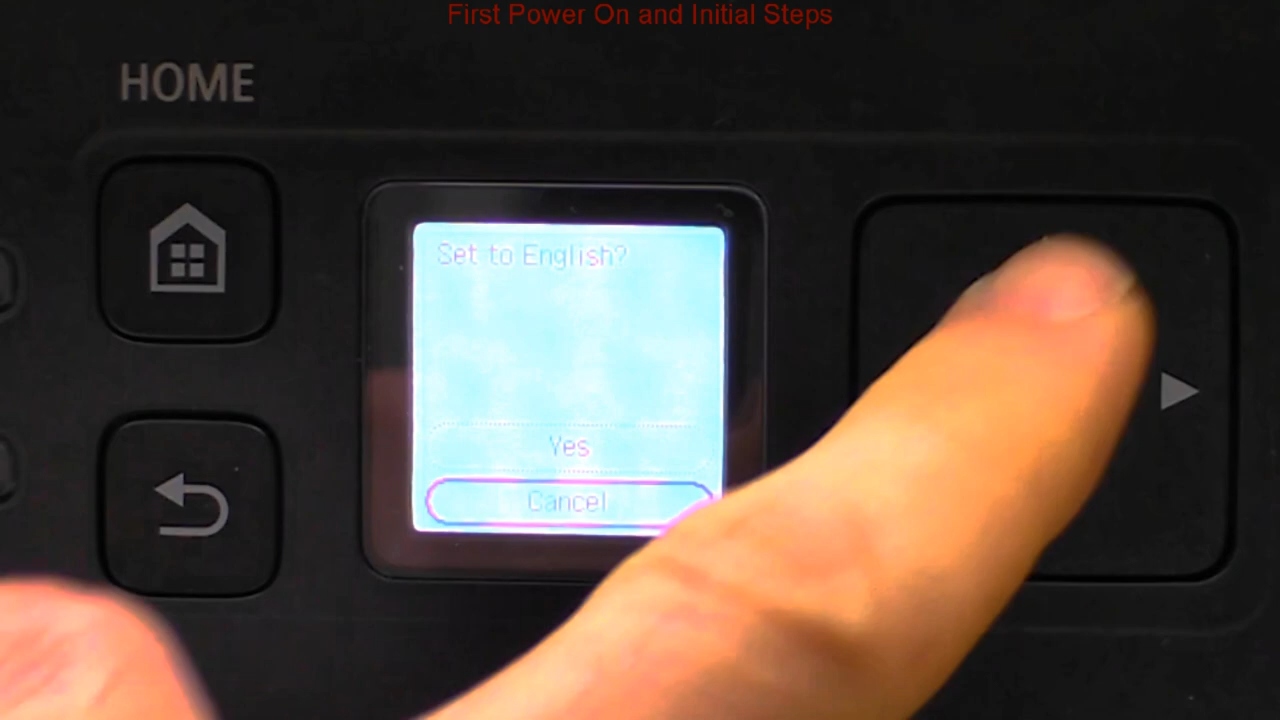 First Power On and Initial Steps
HOME
Set to English?
Yes
Cancel